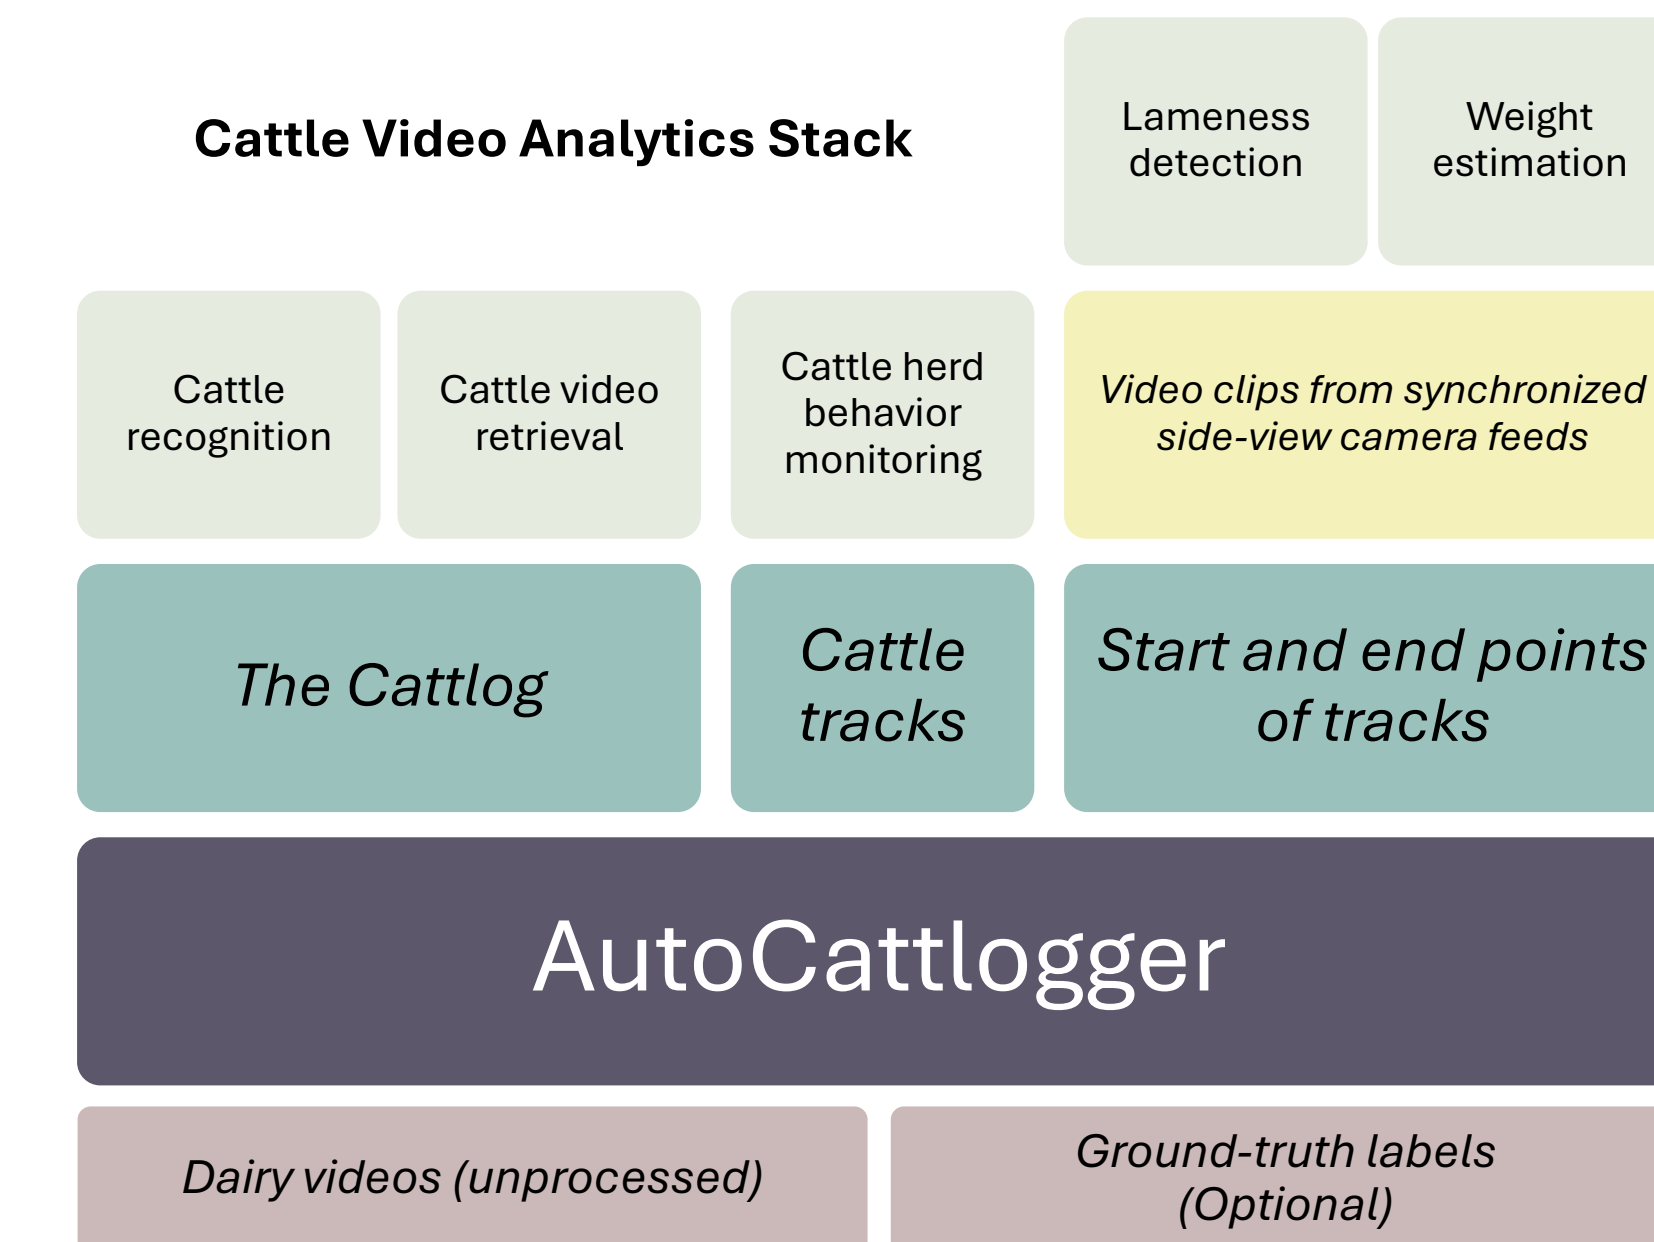 Cattle Video Analytics Stack
Lameness
detection
Weight
estimation
Cattle
recognition
Cattle video
retrieval
Cattle herd
behavior
monitoring
Video clips from synchronized
side-view camera feeds
The Cattlog
Cattle
tracks
Start and end points
of tracks
AutoCattlogger
Dairy videos (unprocessed)
Ground-truth labels
(Optional)